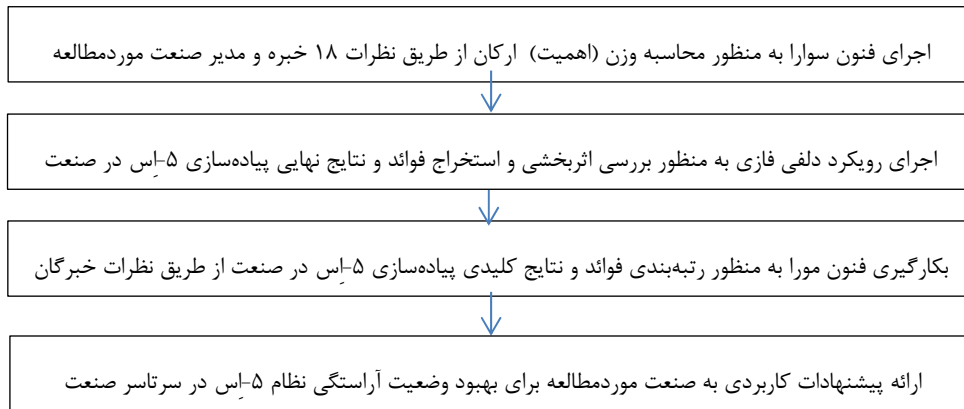 اجرای فنون سوارا به منظور محاسبه وزن (اهمیت) ارکان از طریق نظرات ۱۸ خبره و مدیر صنعت موردمطالعه
اجرای رویکرد دلفی فازی به منظور بررسی اثربخشی و استخراج فوائد و نتایج نهایی پیاده‌سازی ۵-اِس در صنعت
بکارگیری فنون مورا به منظور رتبه‌بندی فوائد و نتایج کلیدی پیاده‌سازی ۵-اِس در صنعت از طریق نظرات خبرگان
ارائه پیشنهادات کاربردی به صنعت موردمطالعه برای بهبود وضعیت آراستگی نظام ۵-اِس در سرتاسر صنعت